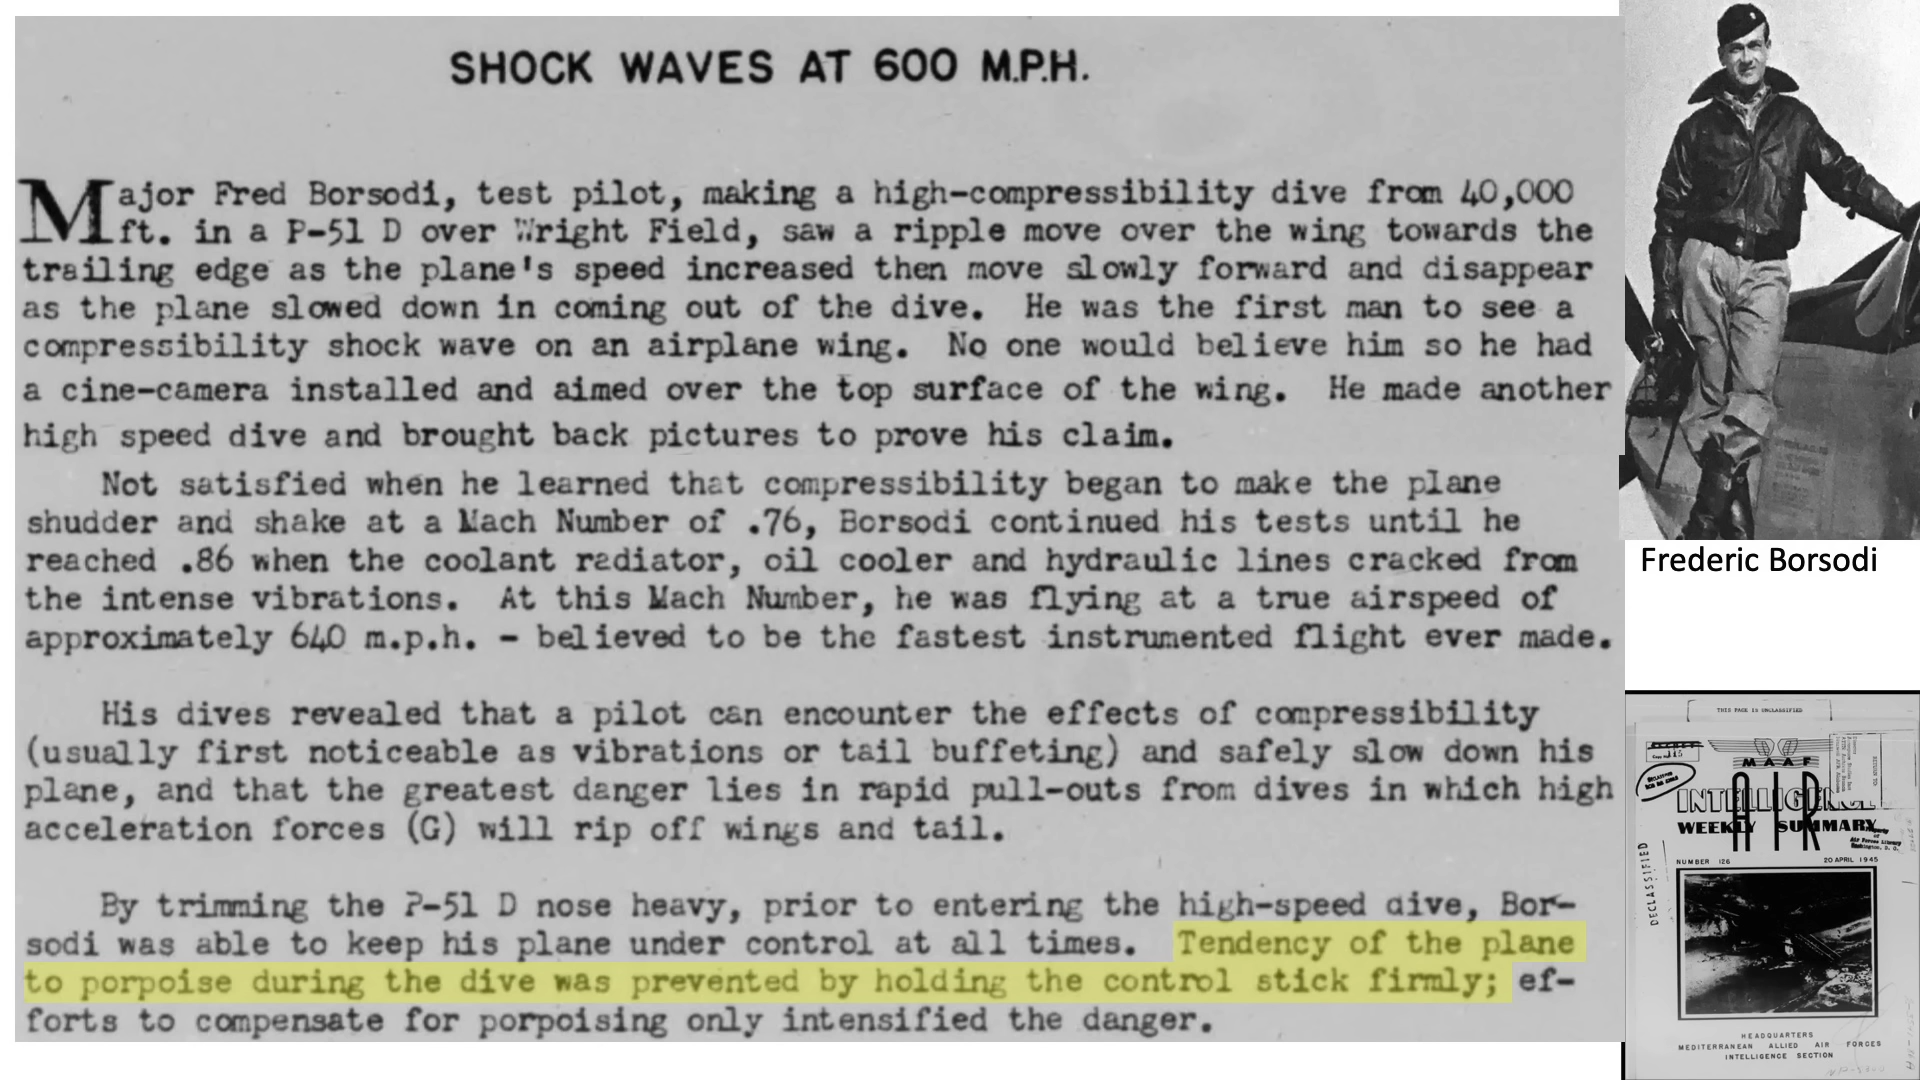 SHOCK WAVES AT 600 M.P.H.
Major Fred Borsodi, test pilot, making a high-compressibility dive from 40,000
ft. in a P-51 D over Wright Field, saw a ripple move over the wing towards the
trailing edge as the plane's speed increased then move slowly forward and disappear
as the plane slowed down in coming out of the dive. He was the first man to see a
compressibility shock wave on an airplane wing. No one would believe him so he had
a cine-camera installed and aimed over the top surface of the wing. He made another
high speed dive and brought back pictures to prove his claim.
Not satisfied when he learned that compressibility began to make the plane
shudder and shake at a Mach Number of .76, Borsodi continued his tests until he
reached .86 when the coolant radiator, oil cooler and hydraulic lines cracked from
the intense vibrations. At this Mach Number, he was flying at a true airspeed of
approximately 640 m.p.h. - believed to be the fastest instrumented flight ever made.
His dives revealed that a pilot can encounter the effects of compressibility
(usually first noticeable as vibrations or tail buffeting) and safely slow down his
plane, and that the greatest danger lies in rapid pull-outs from dives in which high
acceleration forces (G) will rip off wings and tail.
By trimming the P-51 D nose heavy, prior to entering the high-speed dive, Bor-
sodi was able to keep his plane under control at all times. Tendency of the plane
to porpoise during the dive was prevented by holding the control stick firmly; ef-
forts to compensate for porpoising only intensified the danger.
Frederic Borsodi
THIS PAGE IS UNCLASSIFIED
MAAF
AIR
INTELLIGENCE
WEEKLY SUMMARY
Property
of
Air Forces Library
Washington, D. C.
NUMBER 126
20 APRIL 1945
DECLASSIFIED
HEADQUARTERS
MEDITERRANEAN ALLIED AIR FORCES
INTELLIGENCE SECTION